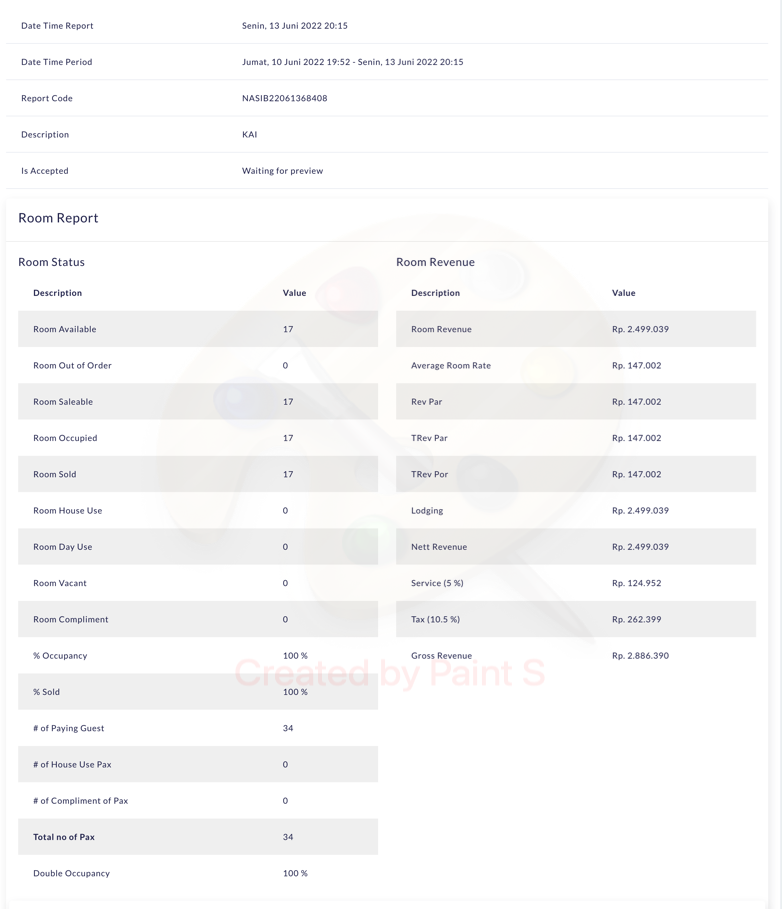 Date Time Report Senin, 13 Juni 2022 20:15
Date Time Period Jumat, 10 Juni 2022 19:52 - Senin, 13 Juni 2022 20:15
Report Code NASIB22061368408
Description KAI
Is Accepted Waiting for preview
Room Report
Room Status
Description Value
Room Available 17
Room Out of Order 0
Room Saleable 17
Room Occupied 17
Room Sold 17
Room House Use 0
Room Day Use 0
Room Vacant 0
Room Compliment 0
% Occupancy 100 %
% Sold 100 %
# of Paying Guest 34
# of House Use Pax 0
# of Compliment of Pax 0
Total no of Pax 34
Double Occupancy 100 %
Room Revenue
Description Value
Room Revenue Rp. 2.499.039
Average Room Rate Rp. 147.002
Rev Par Rp. 147.002
TRev Par Rp. 147.002
TRev Por Rp. 147.002
Lodging Rp. 2.499.039
Nett Revenue Rp. 2.499.039
Service (5 %) Rp. 124.952
Tax (10.5 %) Rp. 262.399
Gross Revenue Rp. 2.886.390
Created by Paint S